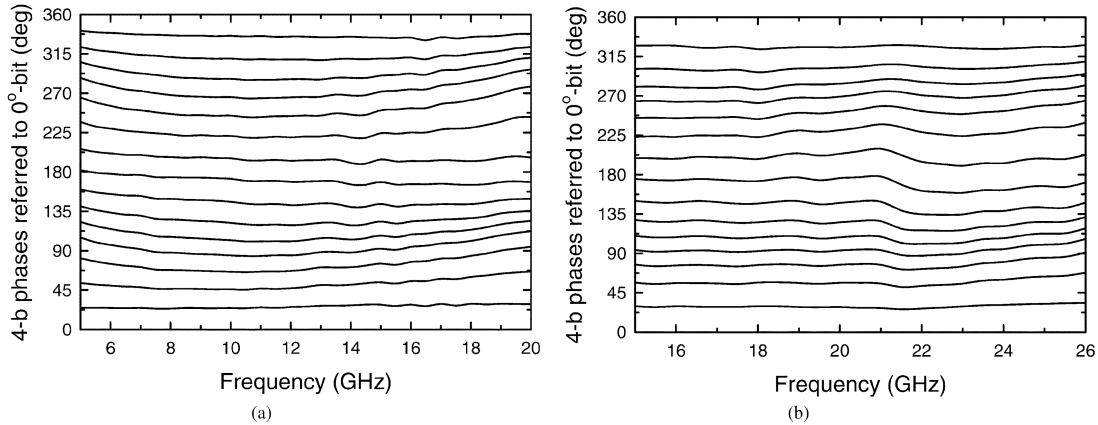 4-b phases referred to 0°-bit (deg)
360
315
270
225
180
135
90
45
0
6 8 10 12 14 16 18 20
Frequency (GHz)
(a)
4-b phases referred to 0°-bit (deg)
360
315
270
225
180
135
90
45
0
16 18 20 22 24 26
Frequency (GHz)
(b)